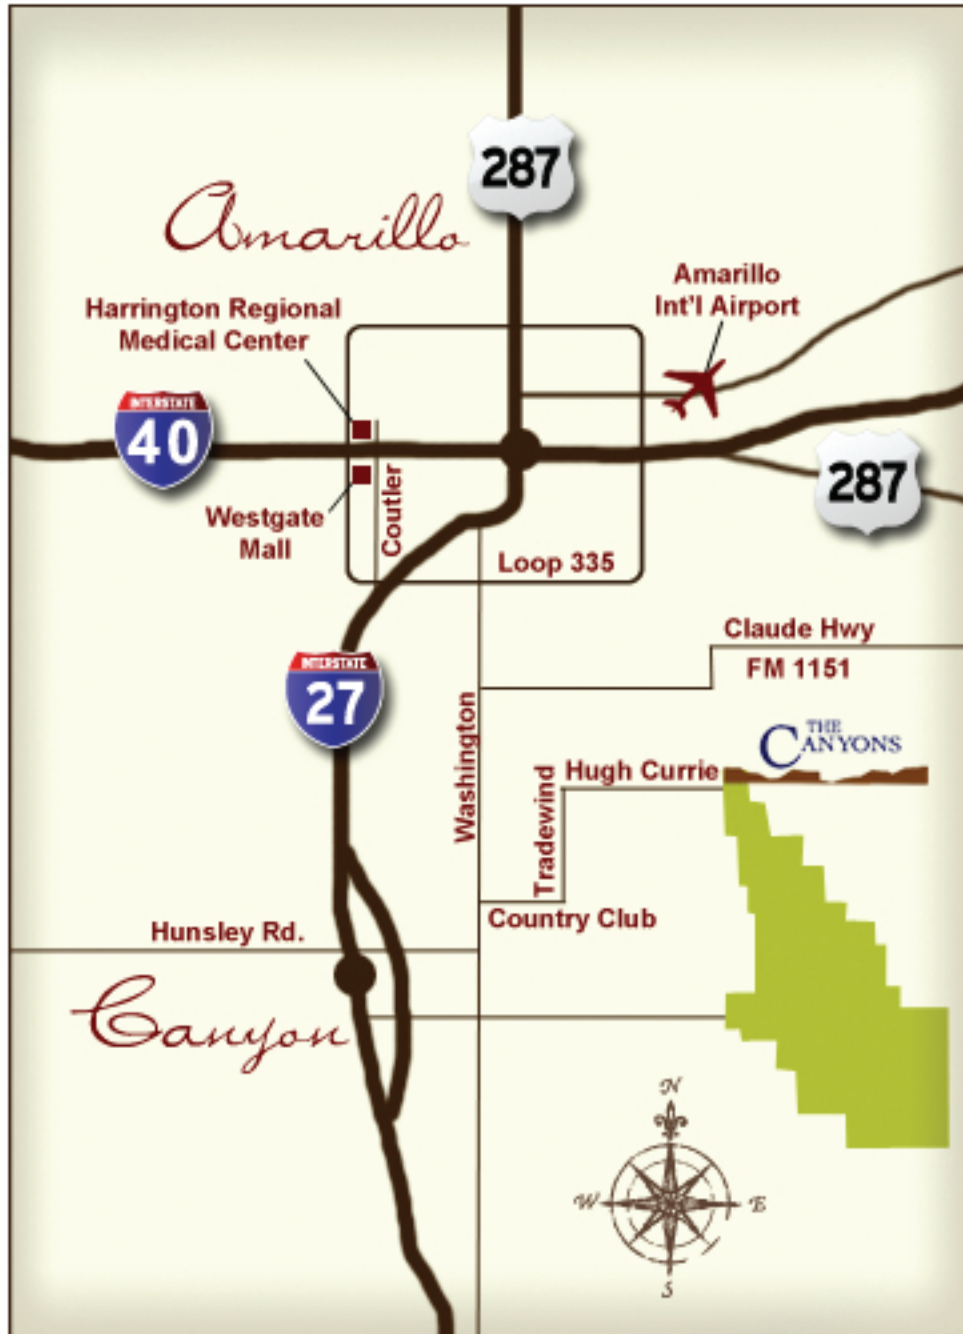 287
Amarillo
Amarillo
Int'l Airport
Harrington Regional
Medical Center
INTERSTATE
40
287
Westgate
Mall
Coutler
Loop 335
Claude Hwy
FM 1151
INTERSTATE
27
Washington
THE
CANYONS
Hugh Currie
Tradewind
Country Club
Hunsley Rd.
Canyon
N
W
E
S